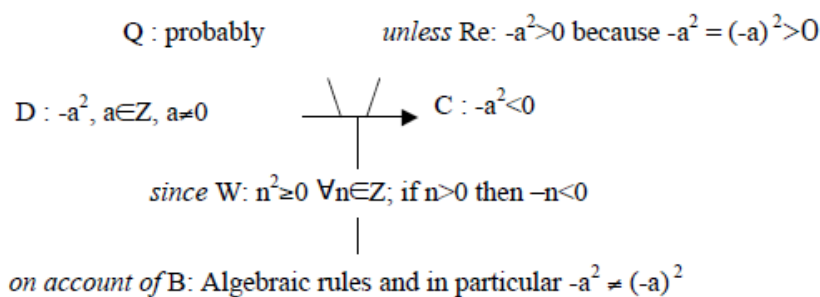 Q : probably unless Re: -a²>0 because -a² = (-a)²>0
D : -a², a∈Z, a≠0 C : -a²<0
since W: n²≥0 ∀n∈Z; if n>0 then –n<0
on account of B: Algebraic rules and in particular -a² ≠ (-a)²